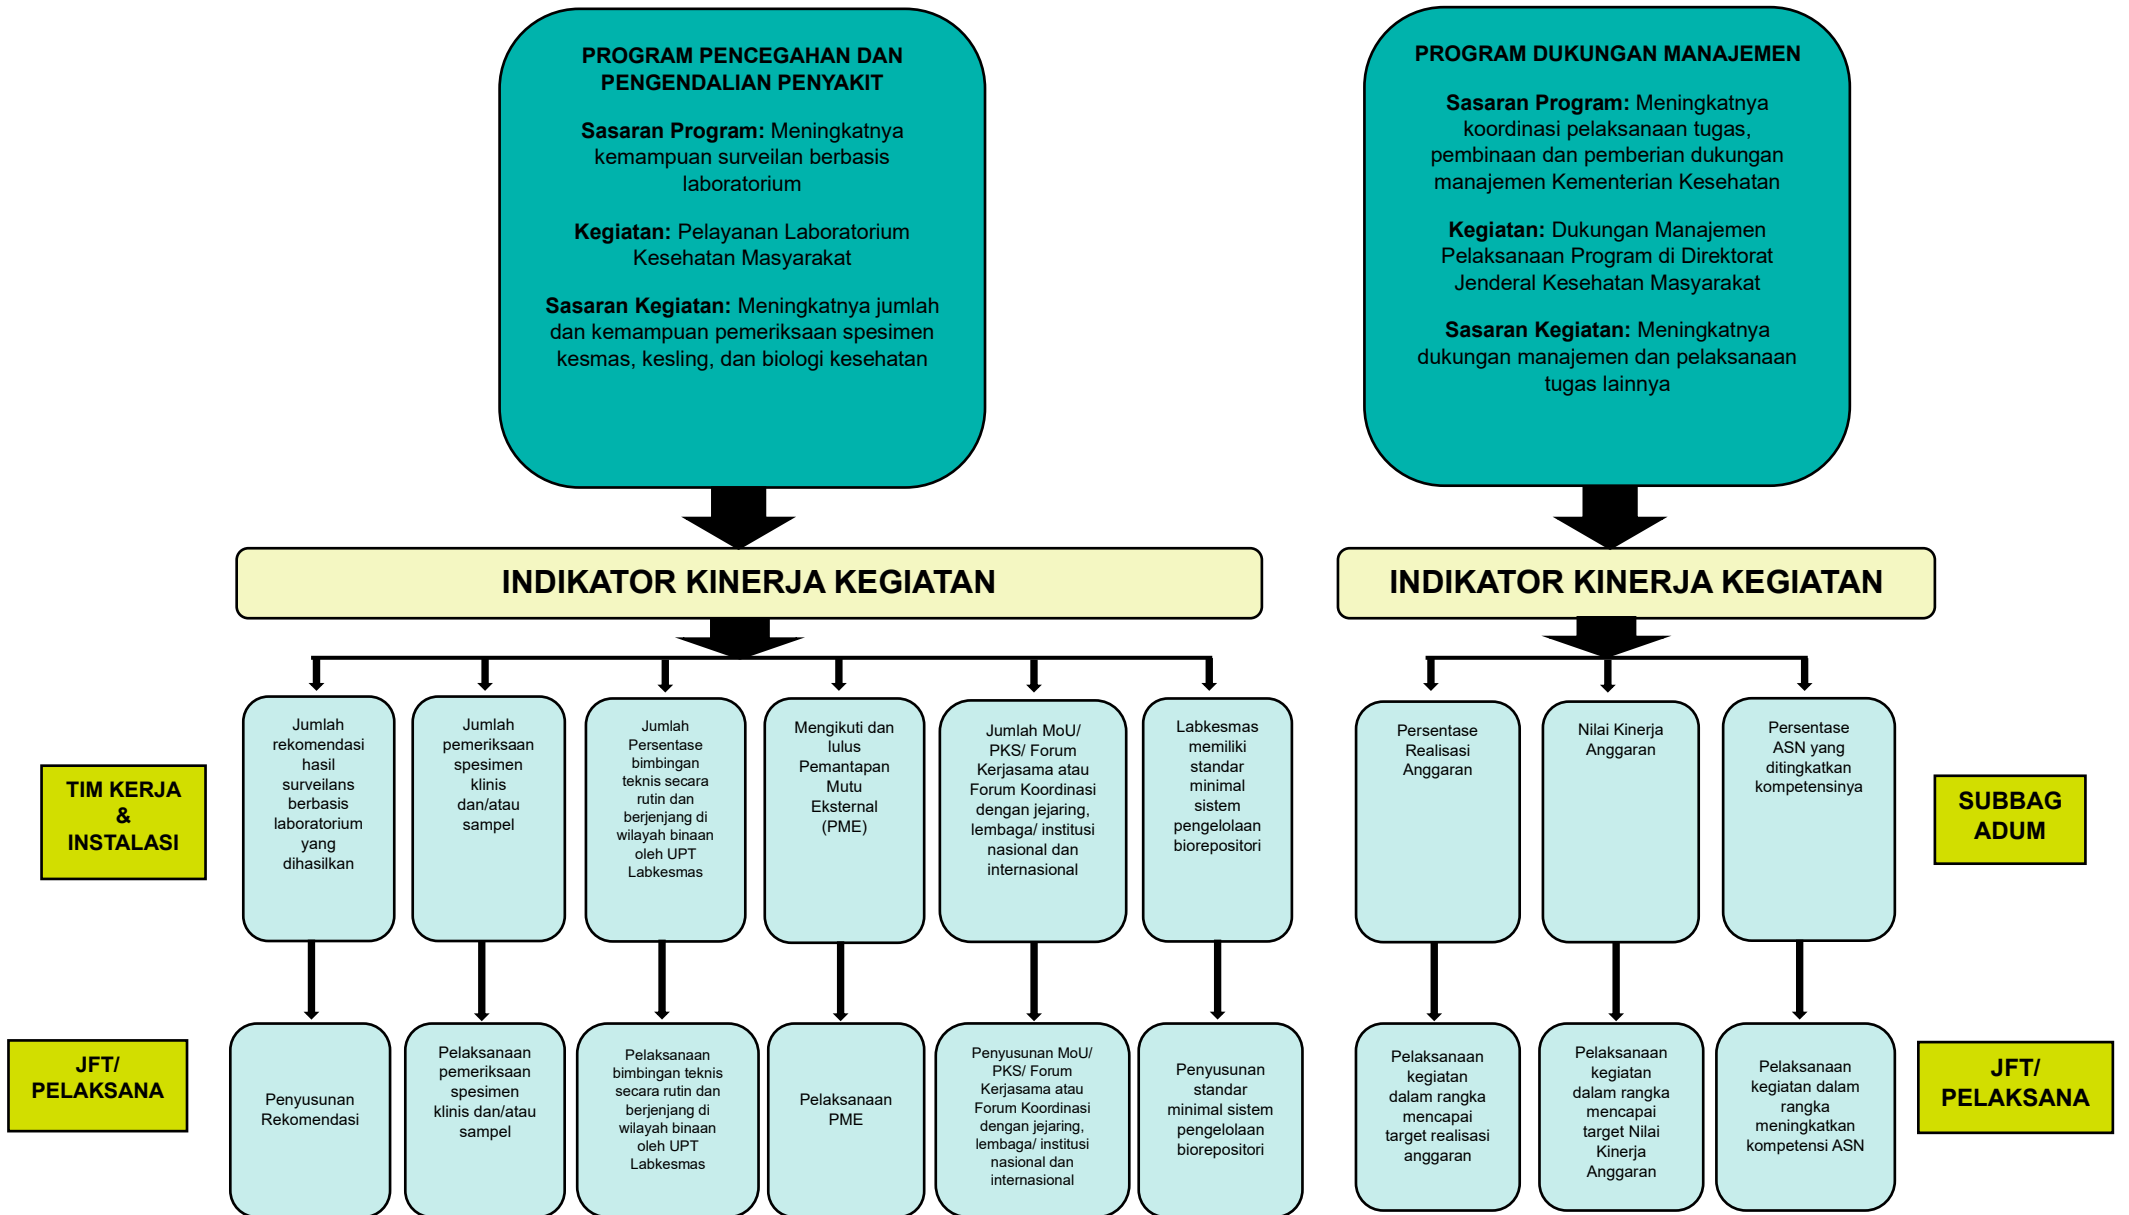 PROGRAM PENCEGAHAN DAN
PENGENDALIAN PENYAKIT
Sasaran Program: Meningkatnya
kemampuan surveilan berbasis
laboratorium
Kegiatan: Pelayanan Laboratorium
Kesehatan Masyarakat
Sasaran Kegiatan: Meningkatnya jumlah
dan kemampuan pemeriksaan spesimen
kesmas, kesling, dan biologi kesehatan
PROGRAM DUKUNGAN MANAJEMEN
Sasaran Program: Meningkatnya
koordinasi pelaksanaan tugas,
pembinaan dan pemberian dukungan
manajemen Kementerian Kesehatan
Kegiatan: Dukungan Manajemen
Pelaksanaan Program di Direktorat
Jenderal Kesehatan Masyarakat
Sasaran Kegiatan: Meningkatnya
dukungan manajemen dan pelaksanaan
tugas lainnya
INDIKATOR KINERJA KEGIATAN
INDIKATOR KINERJA KEGIATAN
TIM KERJA
&
INSTALASI
Jumlah
rekomendasi
hasil
surveilans
berbasis
laboratorium
yang
dihasilkan
Jumlah
pemeriksaan
spesimen
klinis
dan/atau
sampel
Jumlah
Persentase
bimbingan
teknis secara
rutin dan
berjenjang di
wilayah binaan
oleh UPT
Labkesmas
Mengikuti dan
lulus
Pemantapan
Mutu
Eksternal
(PME)
Jumlah MoU/
PKS/ Forum
Kerjasama atau
Forum Koordinasi
dengan jejaring,
lembaga/ institusi
nasional dan
internasional
Labkesmas
memiliki
standar
minimal
sistem
pengelolaan
biorepositori
Persentase
Realisasi
Anggaran
Nilai Kinerja
Anggaran
Persentase
ASN yang
ditingkatkan
kompetensinya
SUBBAG
ADUM
JFT/
PELAKSANA
Penyusunan
Rekomendasi
Pelaksanaan
pemeriksaan
spesimen
klinis dan/atau
sampel
Pelaksanaan
bimbingan teknis
secara rutin dan
berjenjang di
wilayah binaan
oleh UPT
Labkesmas
Pelaksanaan
PME
Penyusunan MoU/
PKS/ Forum
Kerjasama atau
Forum Koordinasi
dengan jejaring,
lembaga/ institusi
nasional dan
internasional
Penyusunan
standar
minimal sistem
pengelolaan
biorepositori
Pelaksanaan
kegiatan
dalam rangka
mencapai
target realisasi
anggaran
Pelaksanaan
kegiatan
dalam rangka
mencapai
target Nilai
Kinerja
Anggaran
Pelaksanaan
kegiatan dalam
rangka
meningkatkan
kompetensi ASN
JFT/
PELAKSANA